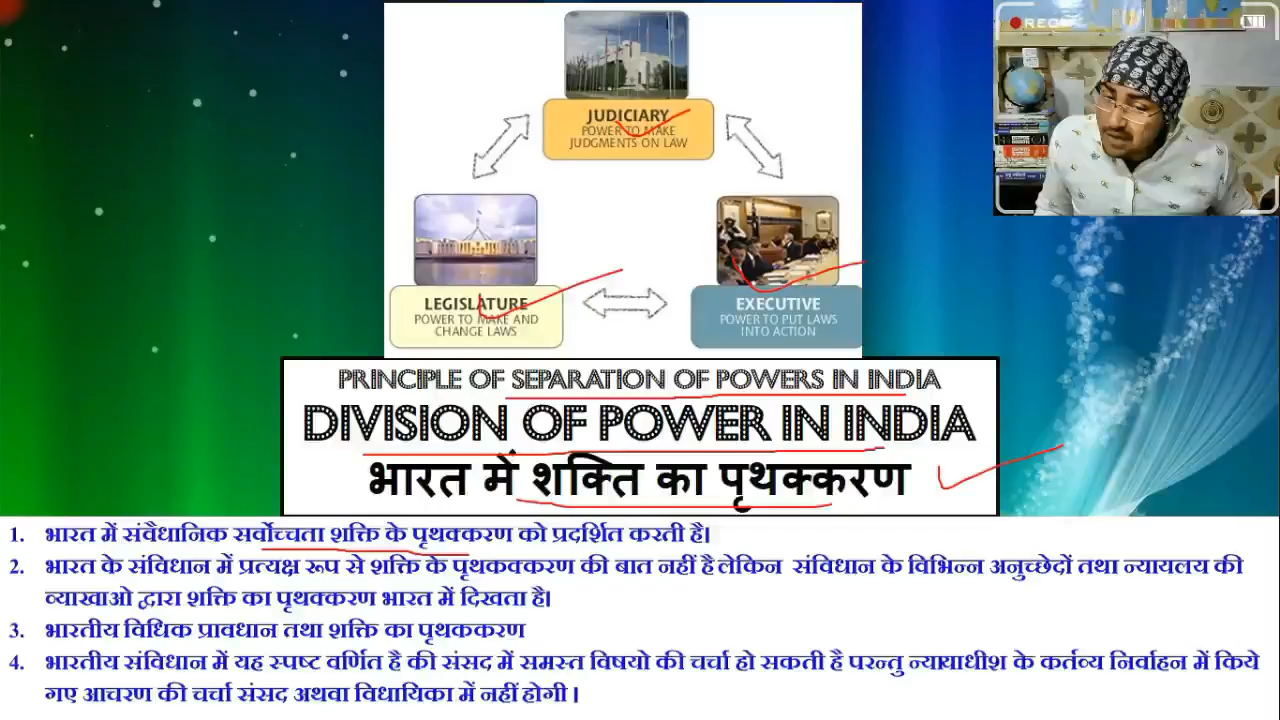 REC
JUDICIARY
POWER TO MAKE
JUDGMENTS ON LAW
LEGISLATURE
POWER TO MAKE AND
CHANGE LAWS
EXECUTIVE
POWER TO PUT LAWS
INTO ACTION
PRINCIPLE OF SEPARATION OF POWERS IN INDIA
DIVISION OF POWER IN INDIA
भारत में शक्ति का पृथक्करण
1. भारत में संवैधानिक सर्वोच्चता शक्ति के पृथक्करण को प्रदर्शित करती है।
2. भारत के संविधान में प्रत्यक्ष रूप से शक्ति के पृथकक्करण की बात नहीं है लेकिन संविधान के विभिन्न अनुच्छेदों तथा न्यायलय की
व्याखाओ द्वारा शक्ति का पृथक्करण भारत में दिखता है।
3. भारतीय विधिक प्रावधान तथा शक्ति का पृथककरण
4. भारतीय संविधान में यह स्पष्ट वर्णित है की संसद में समस्त विषयो की चर्चा हो सकती है परन्तु न्यायाधीश के कर्तव्य निर्वाहन में किये
गए आचरण की चर्चा संसद अथवा विधायिका में नहीं होगी ।